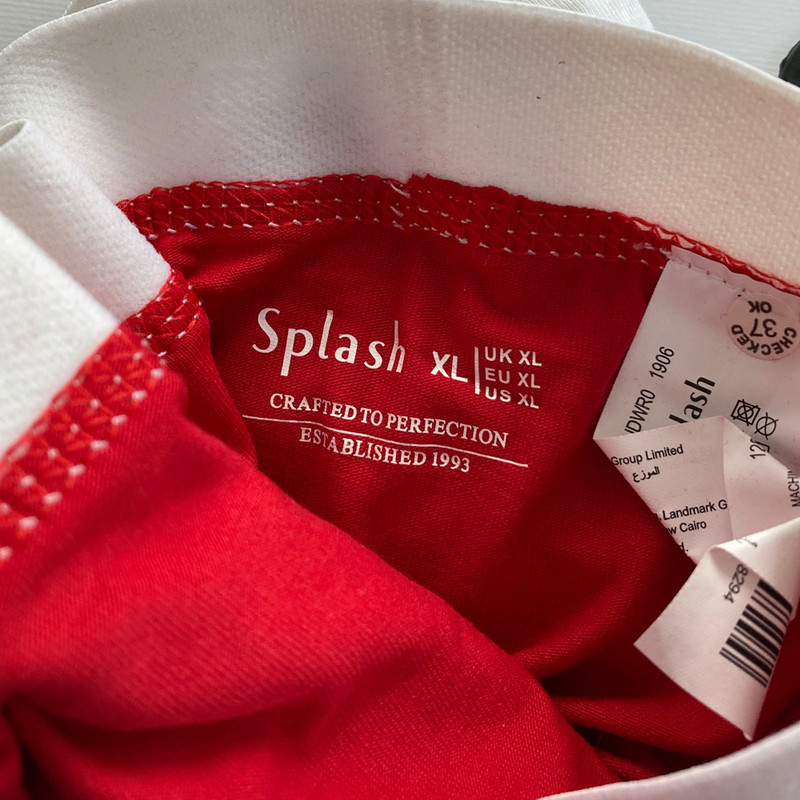 Splash
XL
UK XL
EU XL
US XL
CRAFTED TO PERFECTION
ESTABLISHED 1993
CHECKED
37
OK
1906
Group Limited
الموزع
Landmark
Cairo
8294